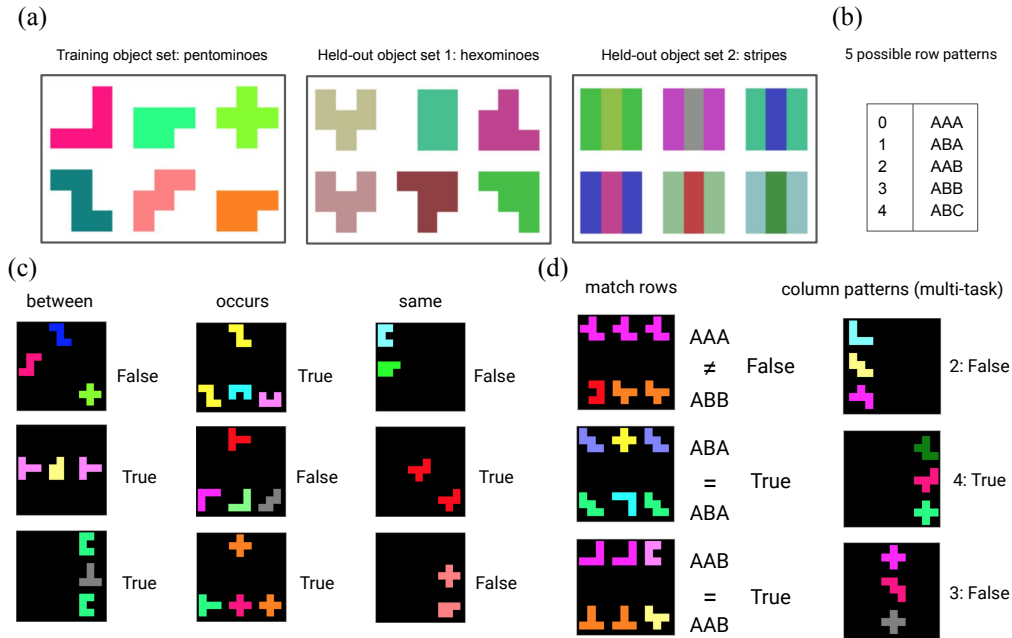 (a)
Training object set: pentominoes
Held-out object set 1: hexominoes
Held-out object set 2: stripes
(b)
5 possible row patterns
0 AAA
1 ABA
2 AAB
3 ABB
4 ABC
(c)
between
occurs
same
False
True
False
True
False
True
True
True
False
(d)
match rows
column patterns (multi-task)
AAA
≠
ABB
False
2: False
ABA
=
ABA
True
4: True
AAB
=
AAB
True
3: False